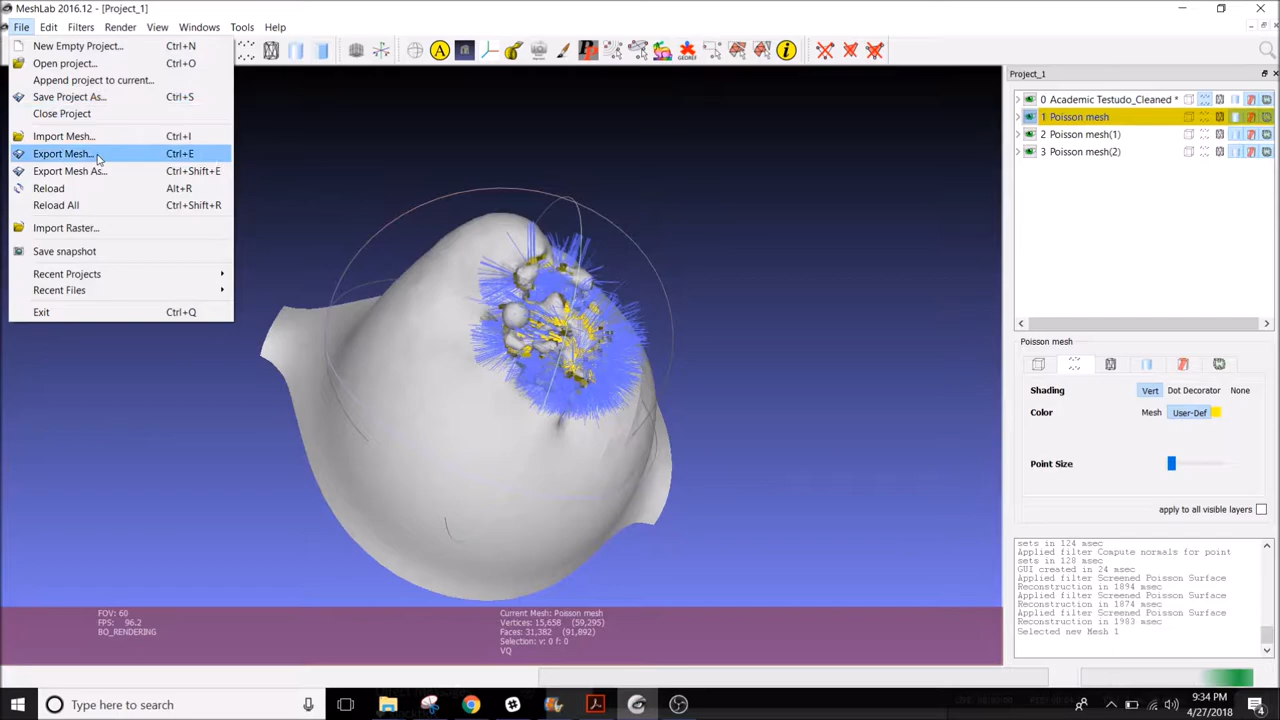 MeshLab 2016.12 - [Project_1]
File Edit Filters Render View Windows Tools Help
New Empty Project... Ctrl+N
Open project... Ctrl+O
Append project to current...
Save Project As... Ctrl+S
Close Project
Import Mesh... Ctrl+I
Export Mesh... Ctrl+E
Export Mesh As... Ctrl+Shift+E
Reload Alt+R
Reload All Ctrl+Shift+R
Import Raster...
Save snapshot
Recent Projects
Recent Files
Exit Ctrl+Q
Project_1
0 Academic Testudo_Cleaned *
1 Poisson mesh
2 Poisson mesh(1)
3 Poisson mesh(2)
Poisson mesh
Shading Vert Dot Decorator None
Color Mesh User-Def
Point Size
apply to all visible layers
sets in 124 msec
Applied filter Compute normals for point
sets in 128 msec
GUI created in 24 msec
Applied filter Screened Poisson Surface
Reconstruction in 1894 msec
Applied filter Screened Poisson Surface
Reconstruction in 1874 msec
Applied filter Screened Poisson Surface
Reconstruction in 1983 msec
Selected new Mesh 1
FOV: 60
FPS: 96.2
BO_RENDERING
Current Mesh: Poisson mesh
Vertices: 15,658 (59,295)
Faces: 31,382 (91,892)
Selection: v: 0 f: 0
VQ
Type here to search
9:34 PM
4/27/2018